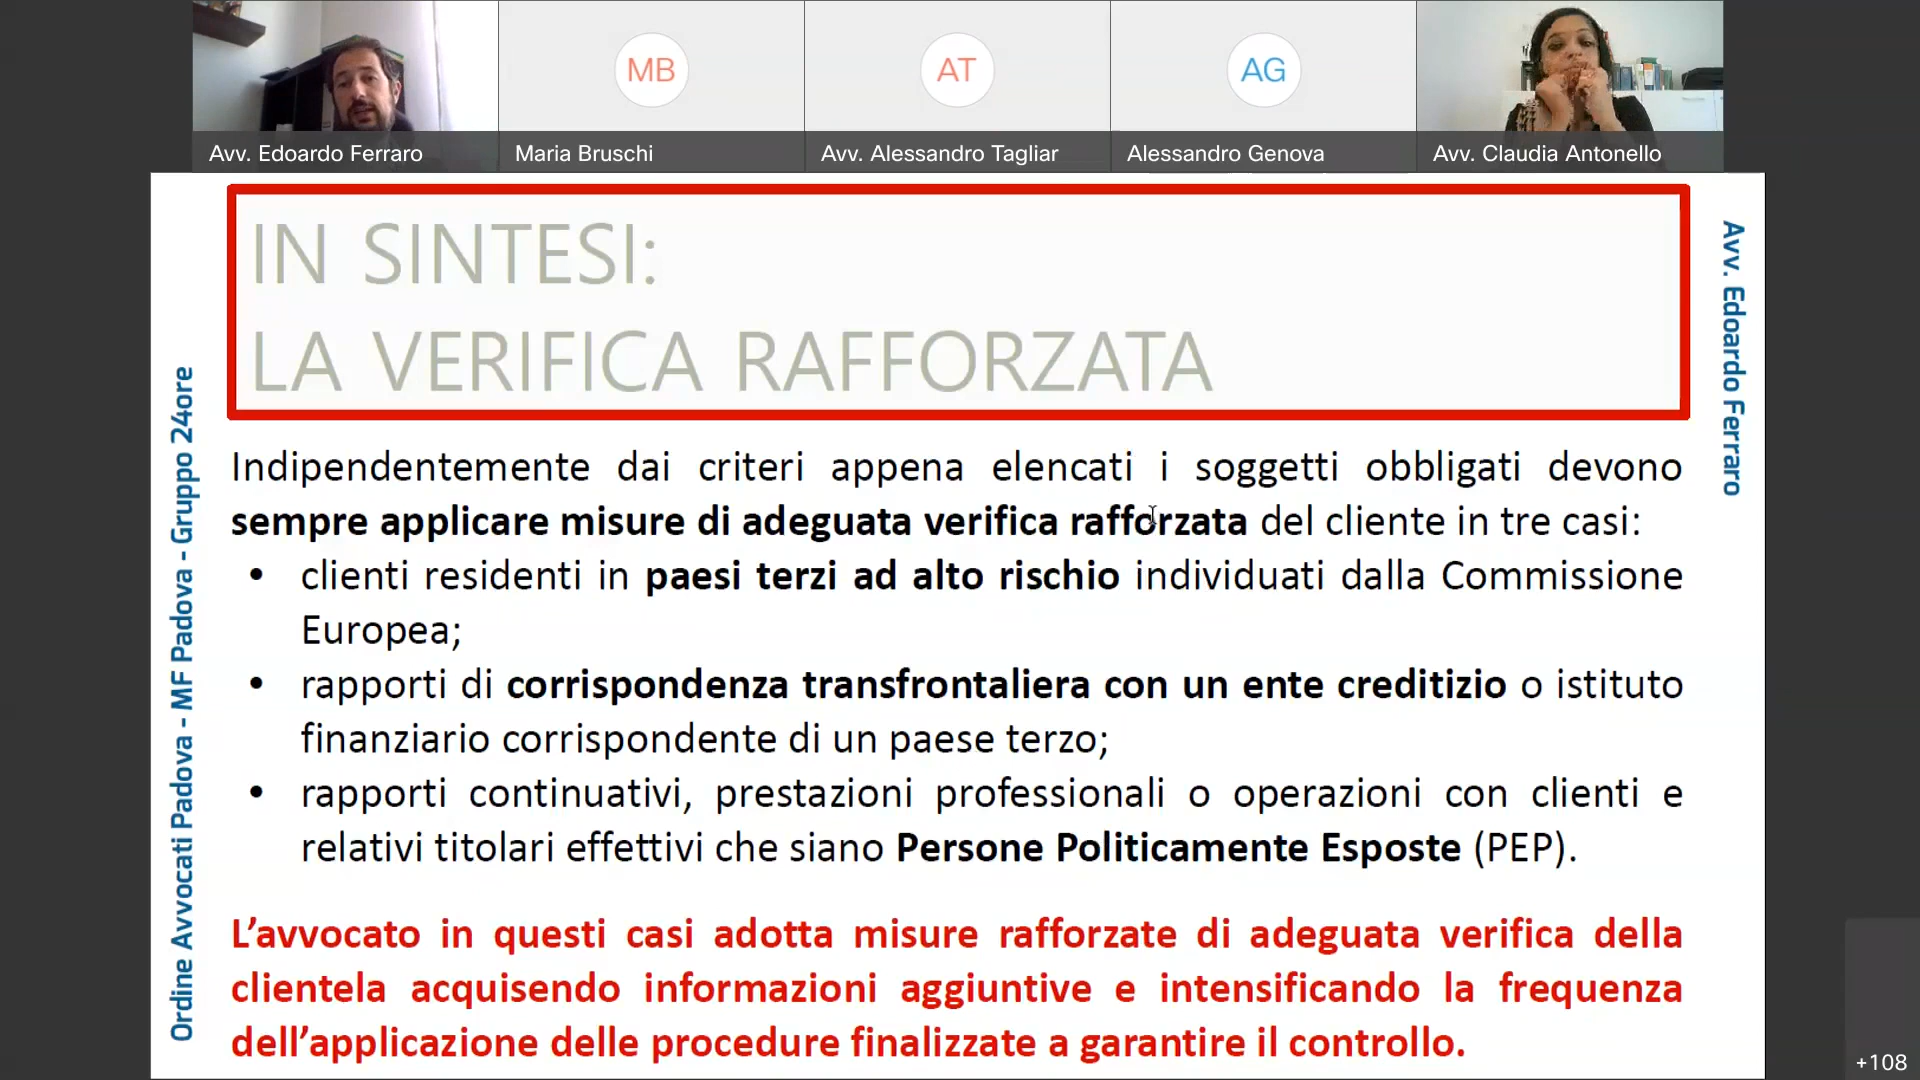 MB
AT
AG
Avv. Edoardo Ferraro
Maria Bruschi
Avv. Alessandro Tagliar
Alessandro Genova
Avv. Claudia Antonello
IN SINTESI:
LA VERIFICA RAFFORZATA
Indipendentemente dai criteri appena elencati i soggetti obbligati devono
sempre applicare misure di adeguata verifica rafforzata del cliente in tre casi:
• clienti residenti in paesi terzi ad alto rischio individuati dalla Commissione
Europea;
• rapporti di corrispondenza transfrontaliera con un ente creditizio o istituto
finanziario corrispondente di un paese terzo;
• rapporti continuativi, prestazioni professionali o operazioni con clienti e
relativi titolari effettivi che siano Persone Politicamente Esposte (PEP).
L’avvocato in questi casi adotta misure rafforzate di adeguata verifica della
clientela acquisendo informazioni aggiuntive e intensificando la frequenza
dell’applicazione delle procedure finalizzate a garantire il controllo.
Ordine Avvocati Padova - MF Padova - Gruppo 24ore
Avv. Edoardo Ferraro
+108